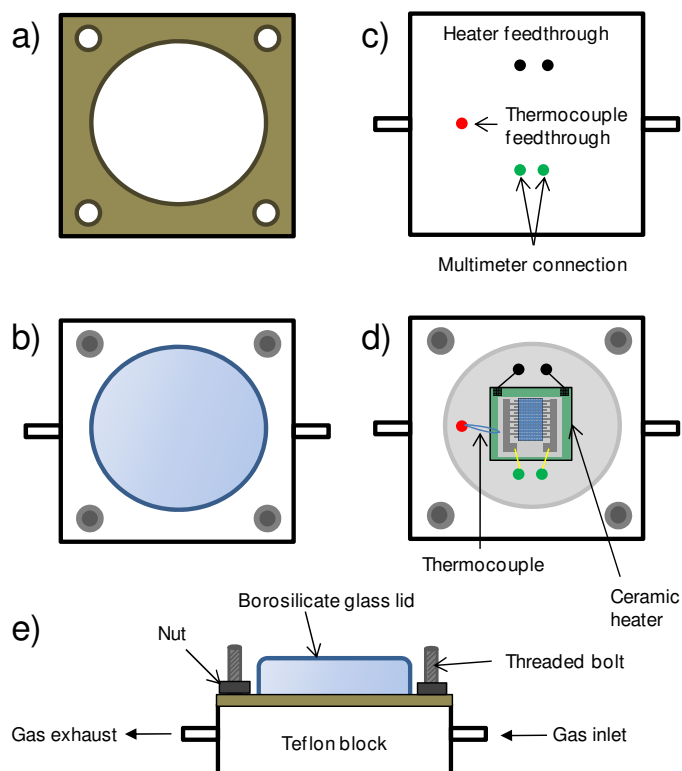 a)
c)
Heater feedthrough
Thermocouple
feedthrough
Multimeter connection
b)
d)
Thermocouple
Ceramic
heater
e)
Borosilicate glass lid
Nut
Threaded bolt
Gas exhaust
Teflon block
Gas inlet